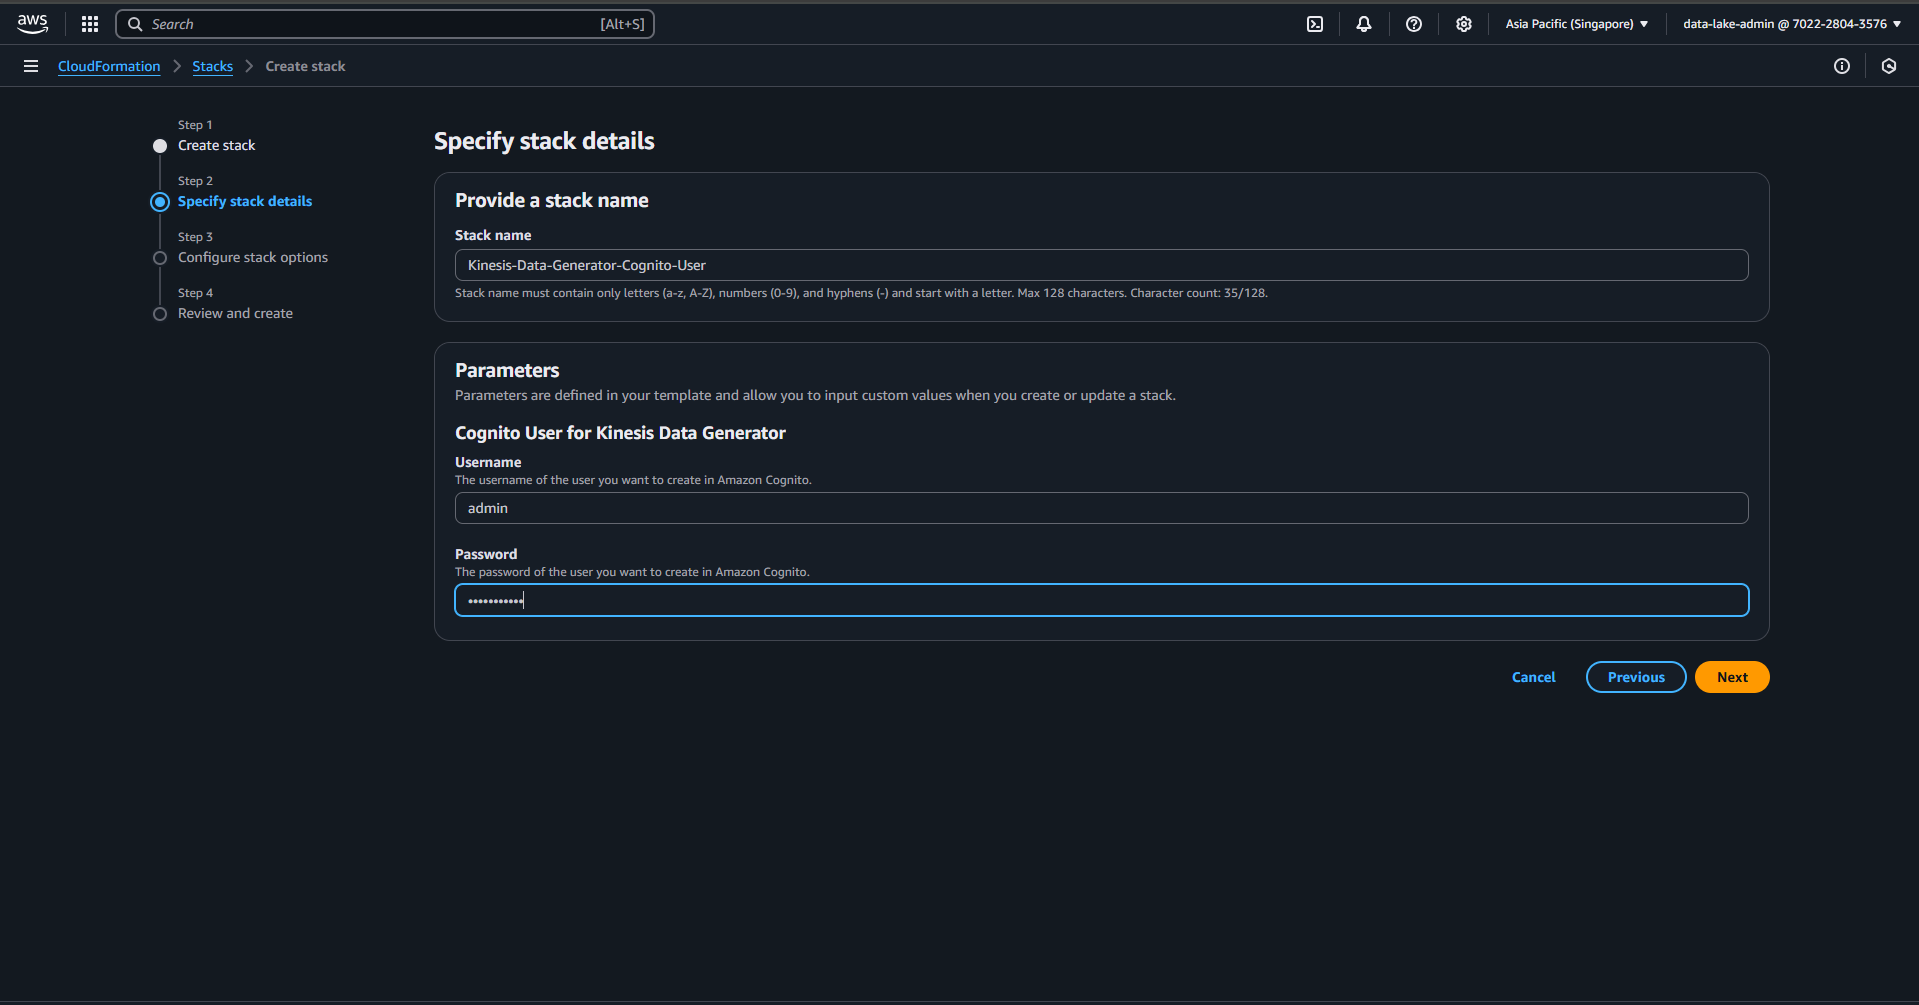 aws
Search [Alt+S]
Asia Pacific (Singapore)
data-lake-admin @ 7022-2804-3576
CloudFormation
Stacks
Create stack
Step 1
Create stack
Step 2
Specify stack details
Step 3
Configure stack options
Step 4
Review and create
Specify stack details
Provide a stack name
Stack name
Kinesis-Data-Generator-Cognito-User
Stack name must contain only letters (a-z, A-Z), numbers (0-9), and hyphens (-) and start with a letter. Max 128 characters. Character count: 35/128.
Parameters
Parameters are defined in your template and allow you to input custom values when you create or update a stack.
Cognito User for Kinesis Data Generator
Username
The username of the user you want to create in Amazon Cognito.
admin
Password
The password of the user you want to create in Amazon Cognito.
•••••••••••
Cancel
Previous
Next